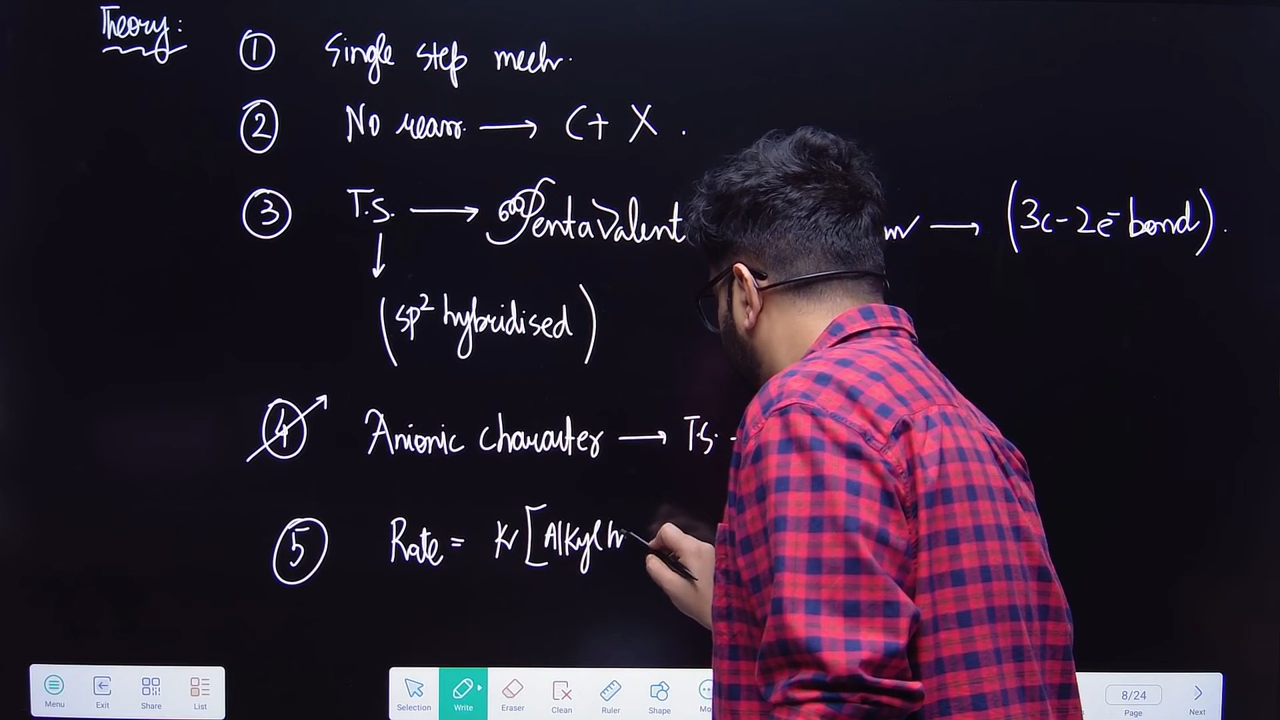 Theory:
① Single step mech.
② No rearr. → C+ X.
③ T.S. → Pentavalent → (3c-2e⁻ bond).
↓
(sp² hybridised)
④ Anionic character → T.S.
⑤ Rate = Kr [Alkyl h
Menu Exit Share List Selection Write Eraser Clean Ruler Shape 8/24 Page Next